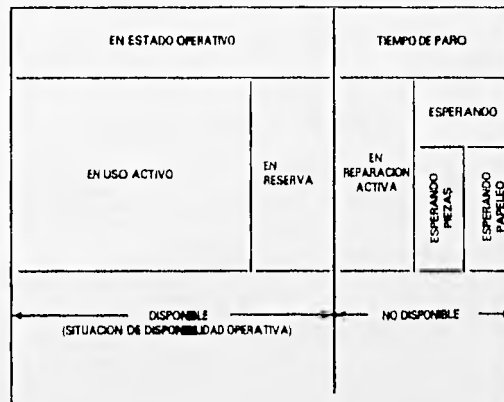 EN ESTADO OPERATIVO
TIEMPO DE PARO
ESPERANDO
EN USO ACTIVO
EN
RESERVA
EN
REPARACION
ACTIVA
ESPERANDO
PIEZAS
ESPERANDO
PAPELEO
DISPONIBLE
(SITUACION DE DISPONIBILIDAD OPERATIVA)
NO DISPONIBLE